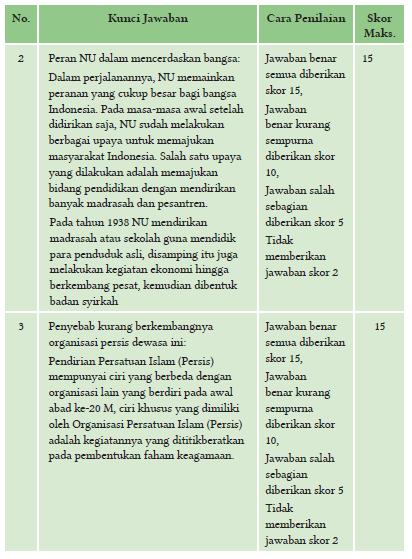 No. Kunci Jawaban Cara Penilaian Skor Maks.
2
Peran NU dalam mencerdaskan bangsa:
Dalam perjalanannya, NU memainkan
peranan yang cukup besar bagi bangsa
Indonesia. Pada masa-masa awal setelah
didirikan saja, NU sudah melakukan
berbagai upaya untuk memajukan
masyarakat Indonesia. Salah satu upaya
yang dilakukan adalah memajukan
bidang pendidikan dengan mendirikan
banyak madrasah dan pesantren.
Pada tahun 1938 NU mendirikan
madrasah atau sekolah guna mendidik
para penduduk asli, disamping itu juga
melakukan kegiatan ekonomi hingga
berkembang pesat, kemudian dibentuk
badan syirkah
Jawaban benar
semua diberikan
skor 15,
Jawaban
benar kurang
sempurna
diberikan skor
10,
Jawaban salah
sebagian
diberikan skor 5
Tidak
memberikan
jawaban skor 2
15
3
Penyebab kurang berkembangnya
organisasi persis dewasa ini:
Pendirian Persatuan Islam (Persis)
mempunyai ciri yang berbeda dengan
organisasi lain yang berdiri pada awal
abad ke-20 M, ciri khusus yang dimiliki
oleh Organisasi Persatuan Islam (Persis)
adalah kegiatannya yang dititikberatkan
pada pembentukan faham keagamaan.
Jawaban benar
semua diberikan
skor 15,
Jawaban
benar kurang
sempurna
diberikan skor
10,
Jawaban salah
sebagian
diberikan skor 5
Tidak
memberikan
jawaban skor 2
15